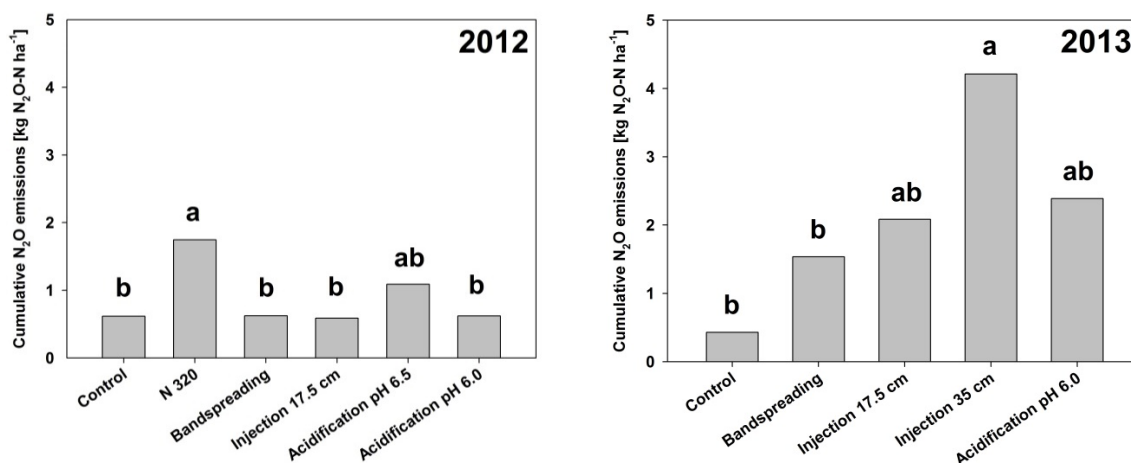 2012
Cumulative N₂O emissions [kg N₂O-N ha⁻¹]
5
4
3
2
1
0
b
a
b
b
ab
b
Control
N 320
Bandspreading
Injection 17.5 cm
Acidification pH 6.5
Acidification pH 6.0
2013
Cumulative N₂O emissions [kg N₂O-N ha⁻¹]
5
4
3
2
1
0
b
b
ab
a
ab
Control
Bandspreading
Injection 17.5 cm
Injection 35 cm
Acidification pH 6.0